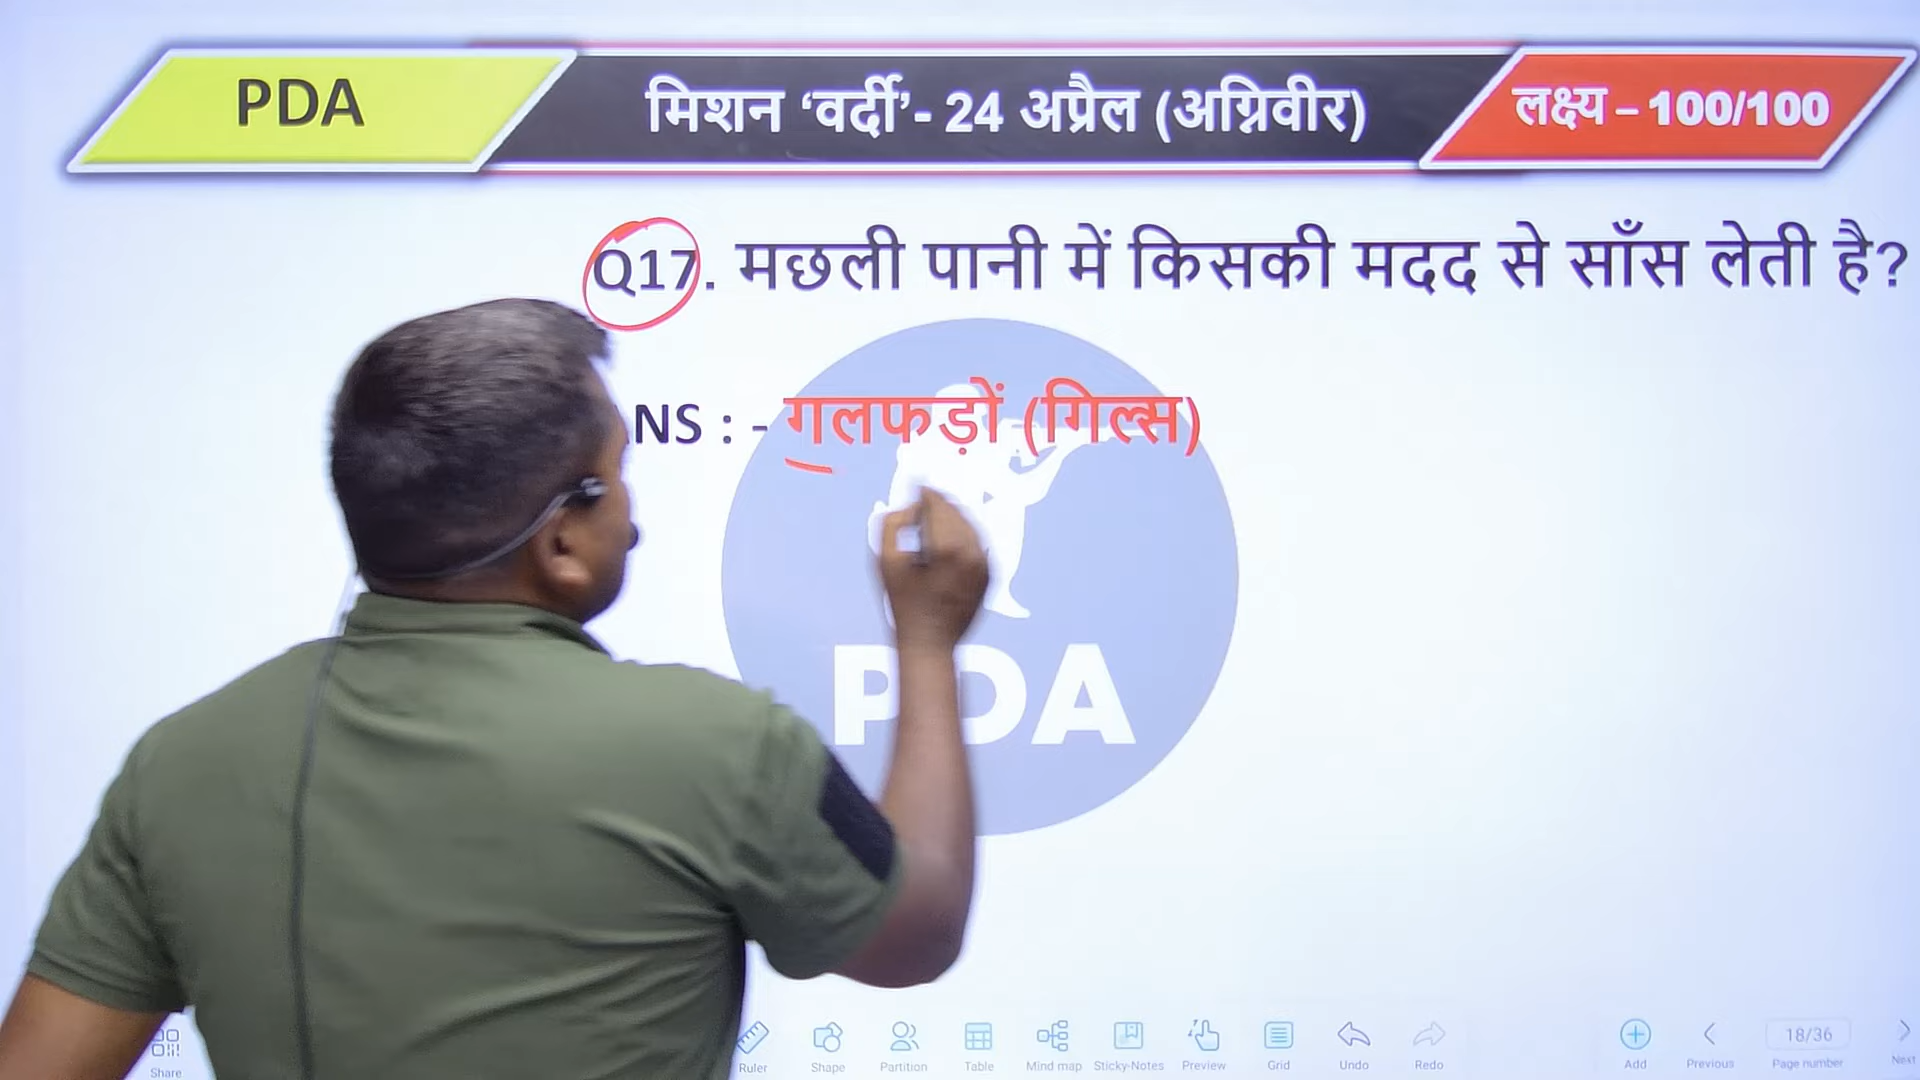 PDA
मिशन ‘वर्दी’- 24 अप्रैल (अग्निवीर)
लक्ष्य – 100/100
Q17. मछली पानी में किसकी मदद से साँस लेती है?
NS : - गलफड़ों (गिल्स)
PDA
Share
Ruler
Shape
Partition
Table
Mind map
Sticky-Notes
Preview
Grid
Undo
Redo
Add
Previous
18/36
Page number
Next